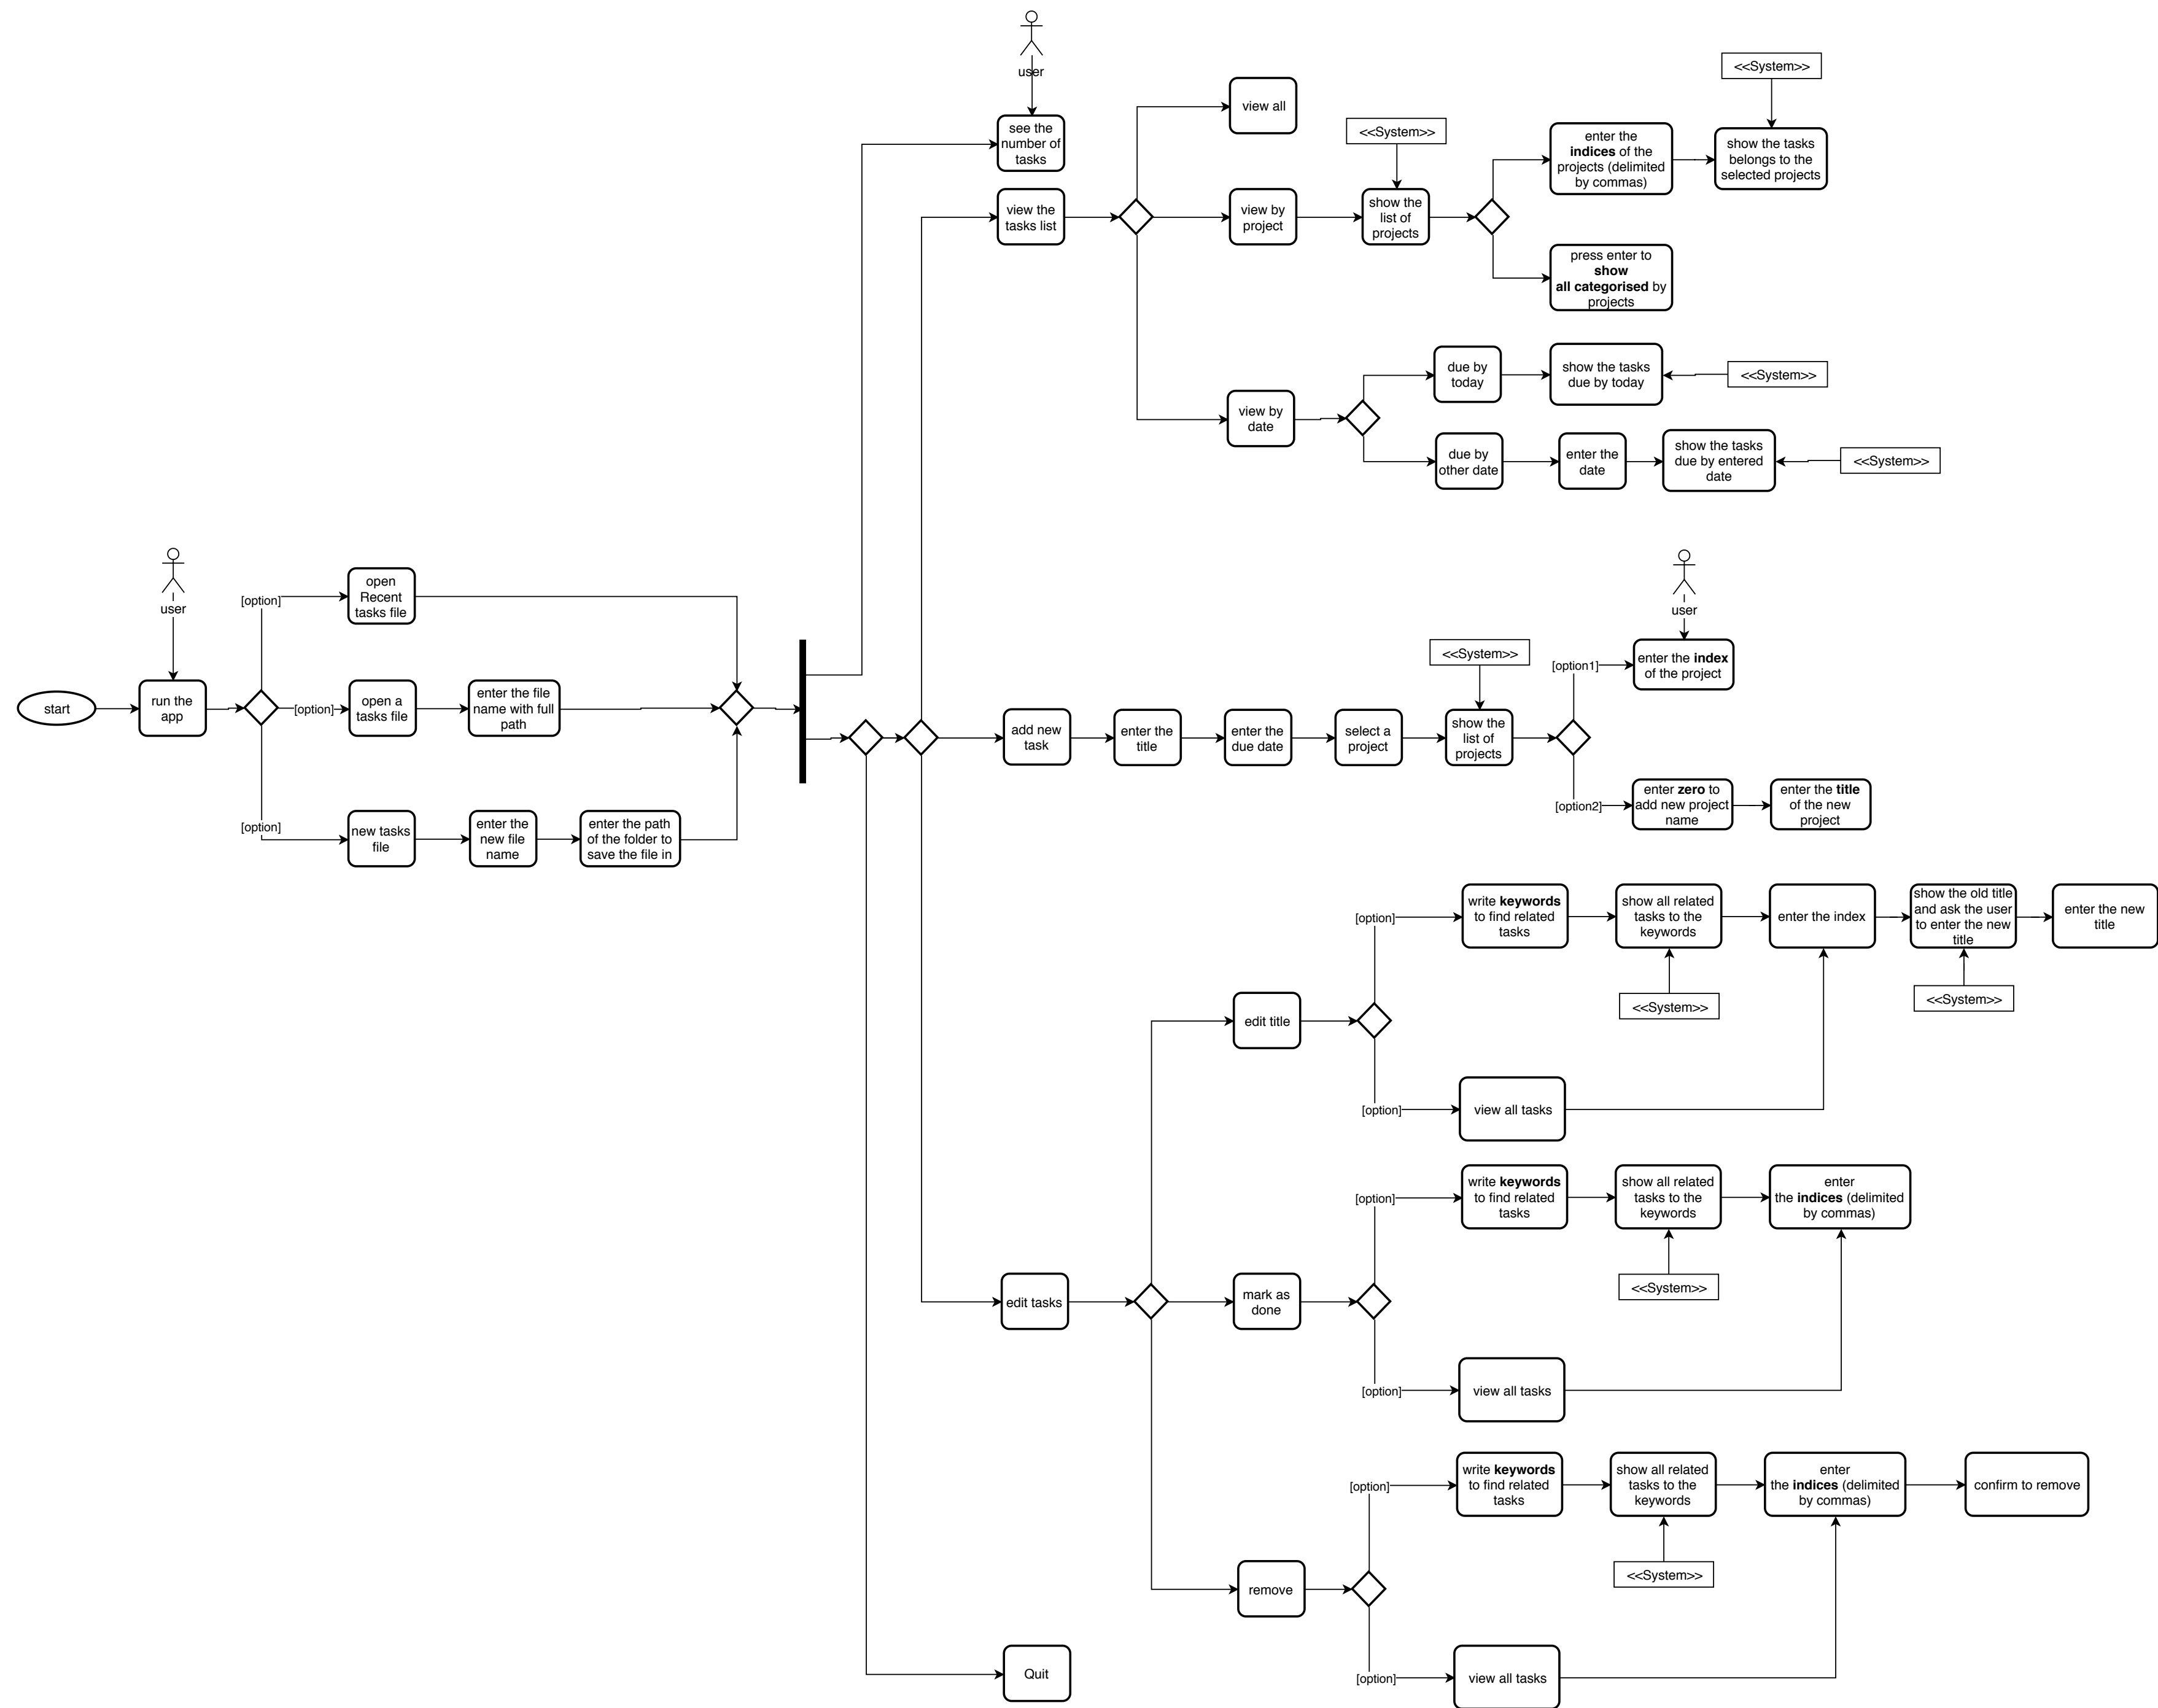 user
see the
number of
tasks
view the
tasks list
view all
view by
project
<<System>>
show the
list of
projects
enter the
indices of the
projects (delimited
by commas)
<<System>>
show the tasks
belongs to the
selected projects
press enter to
show
all categorised by
projects
view by
date
due by
today
show the tasks
due by today
<<System>>
due by
other date
enter the
date
show the tasks
due by entered
date
<<System>>
start
user
run the
app
[option]
open
Recent
tasks file
[option]
open a
tasks file
enter the file
name with full
path
[option]
new tasks
file
enter the
new file
name
enter the path
of the folder to
save the file in
add new
task
enter the
title
enter the
due date
select a
project
<<System>>
show the
list of
projects
[option1]
user
enter the index
of the project
[option2]
enter zero to
add new project
name
enter the title
of the new
project
edit tasks
edit title
[option]
write keywords
to find related
tasks
show all related
tasks to the
keywords
<<System>>
enter the index
show the old title
and ask the user
to enter the new
title
<<System>>
enter the new
title
[option]
view all tasks
mark as
done
[option]
write keywords
to find related
tasks
show all related
tasks to the
keywords
<<System>>
enter
the indices (delimited
by commas)
[option]
view all tasks
remove
[option]
write keywords
to find related
tasks
show all related
tasks to the
keywords
<<System>>
enter
the indices (delimited
by commas)
confirm to remove
[option]
view all tasks
Quit